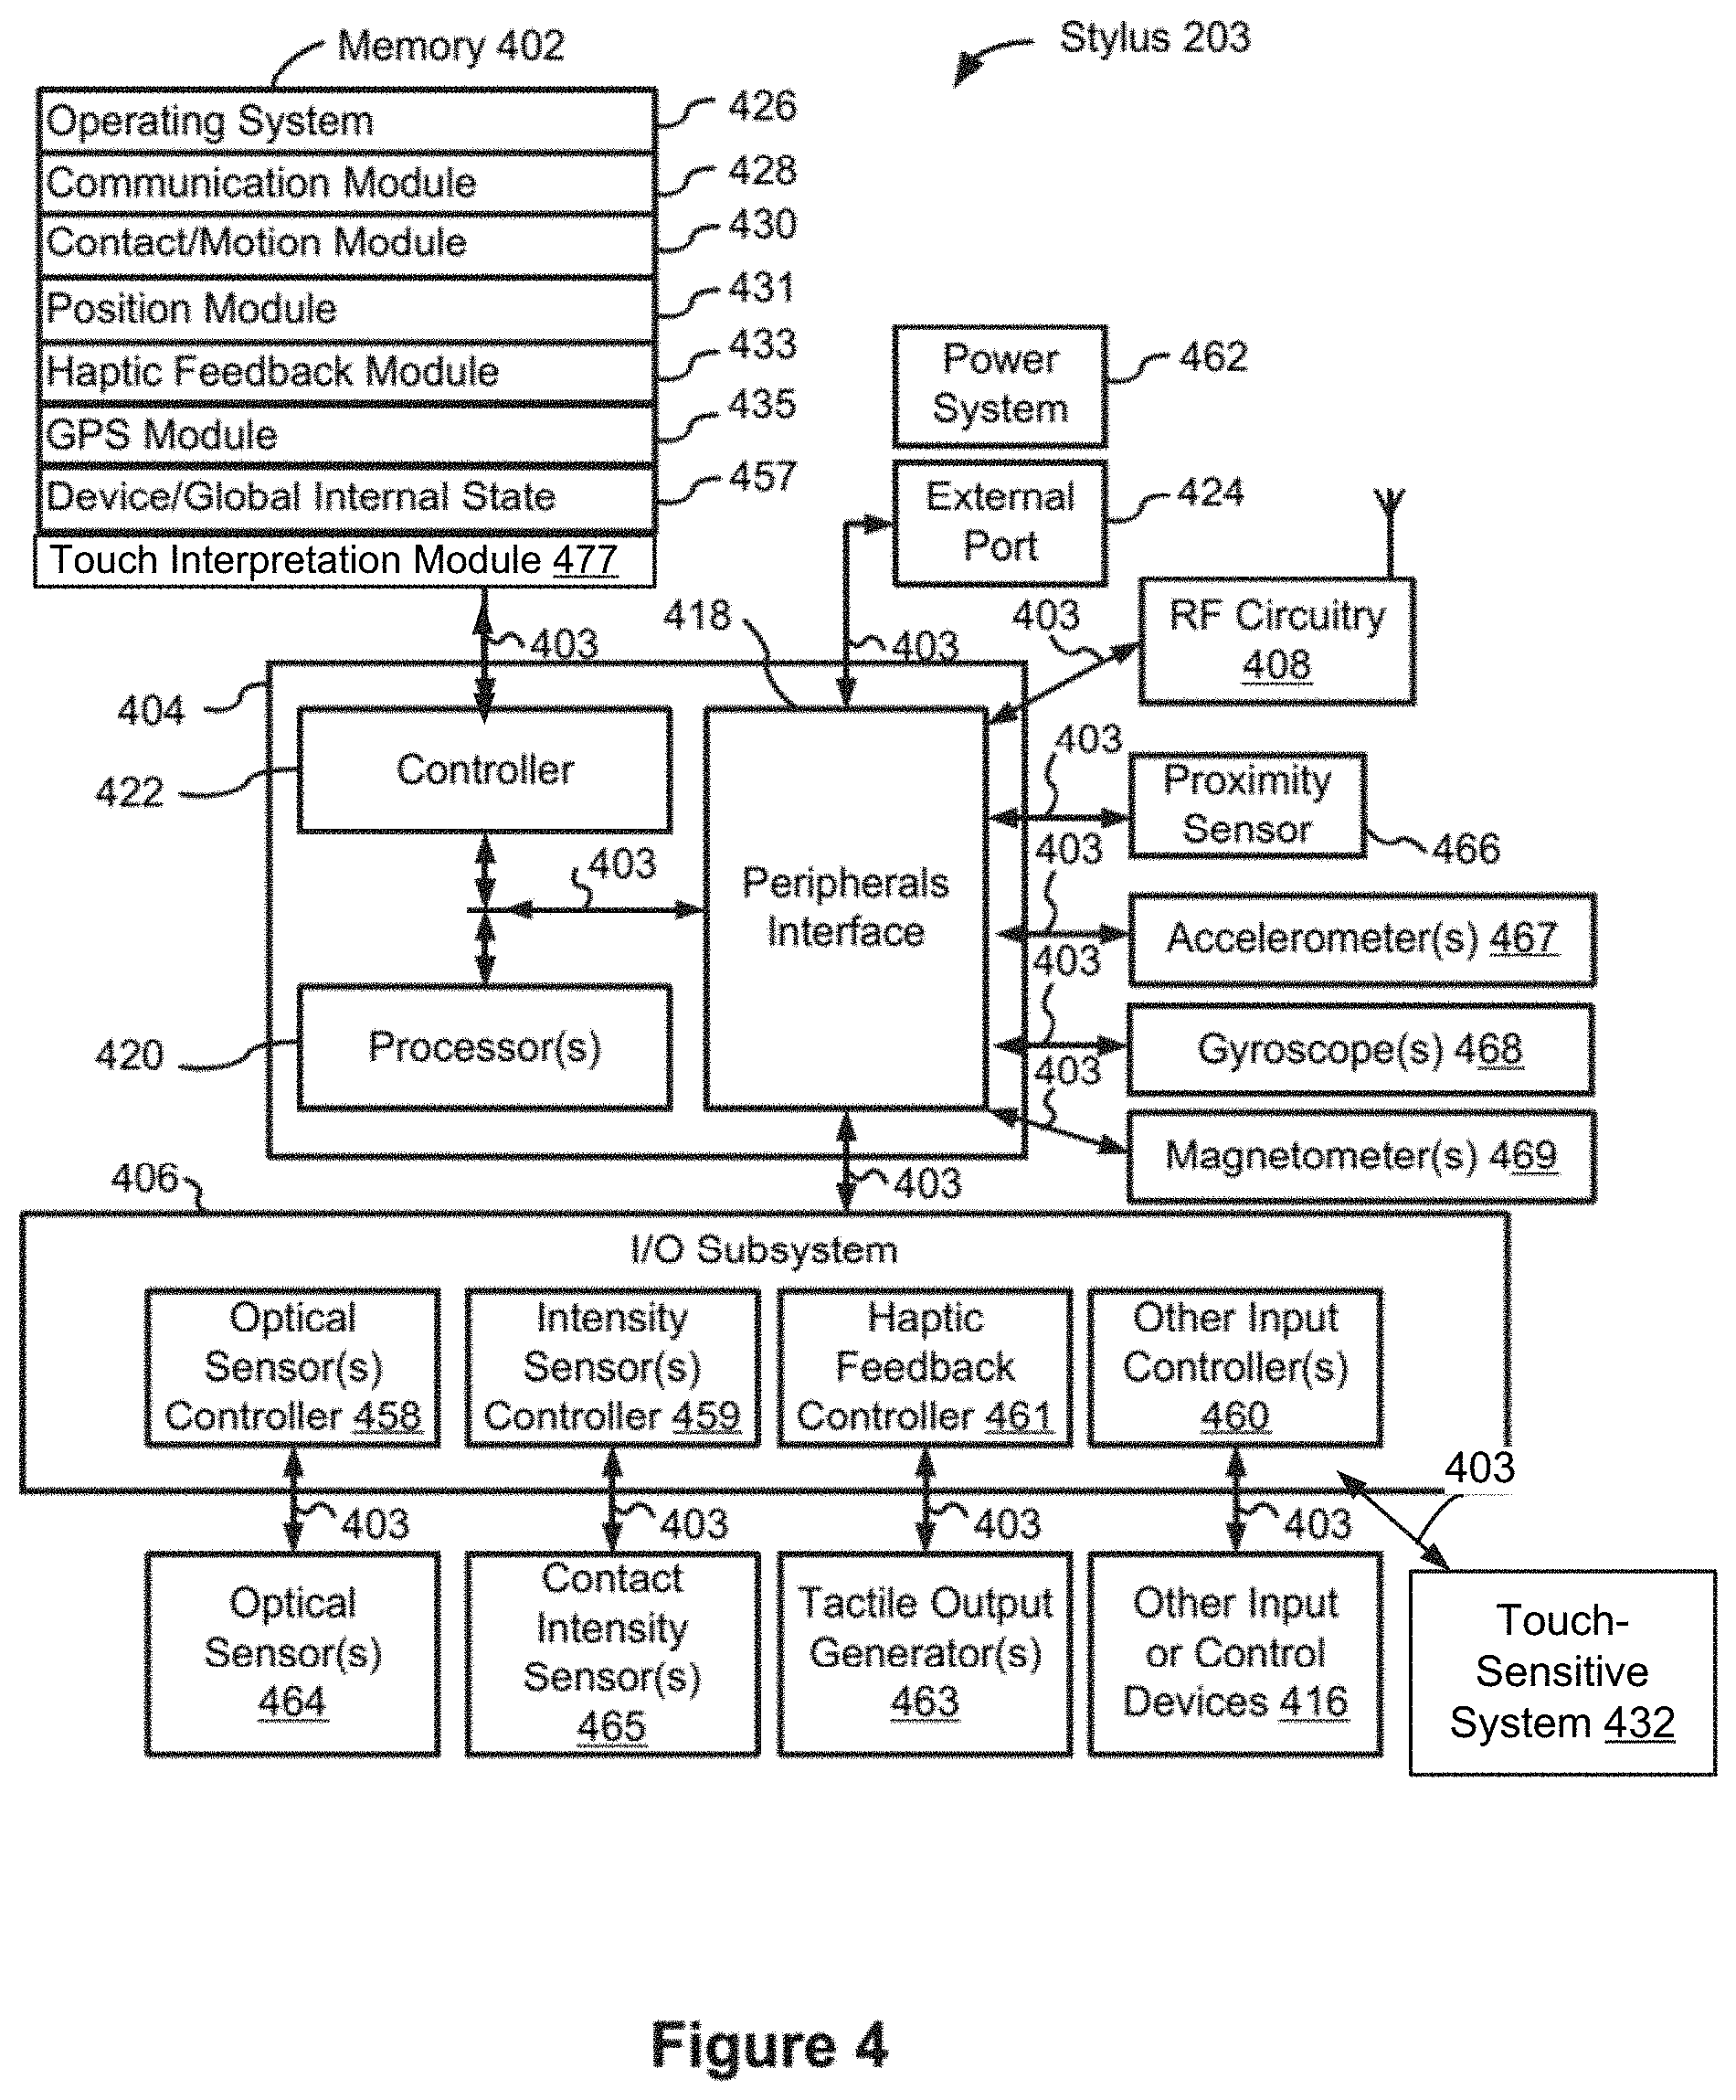 Memory 402
Stylus 203
Operating System
426
Communication Module
428
Contact/Motion Module
430
Position Module
431
Haptic Feedback Module
433
GPS Module
435
Device/Global Internal State
457
Touch Interpretation Module 477
Power
System
462
External
Port
424
RF Circuitry
408
403
403
403
418
404
Controller
422
403
Peripherals
Interface
Processor(s)
420
403
Proximity
Sensor
466
403
Accelerometer(s) 467
403
Gyroscope(s) 468
403
Magnetometer(s) 469
403
406
I/O Subsystem
Optical
Sensor(s)
Controller 458
Intensity
Sensor(s)
Controller 459
Haptic
Feedback
Controller 461
Other Input
Controller(s)
460
403
403
403
403
403
Optical
Sensor(s)
464
Contact
Intensity
Sensor(s)
465
Tactile Output
Generator(s)
463
Other Input
or Control
Devices 416
Touch-
Sensitive
System 432
Figure 4